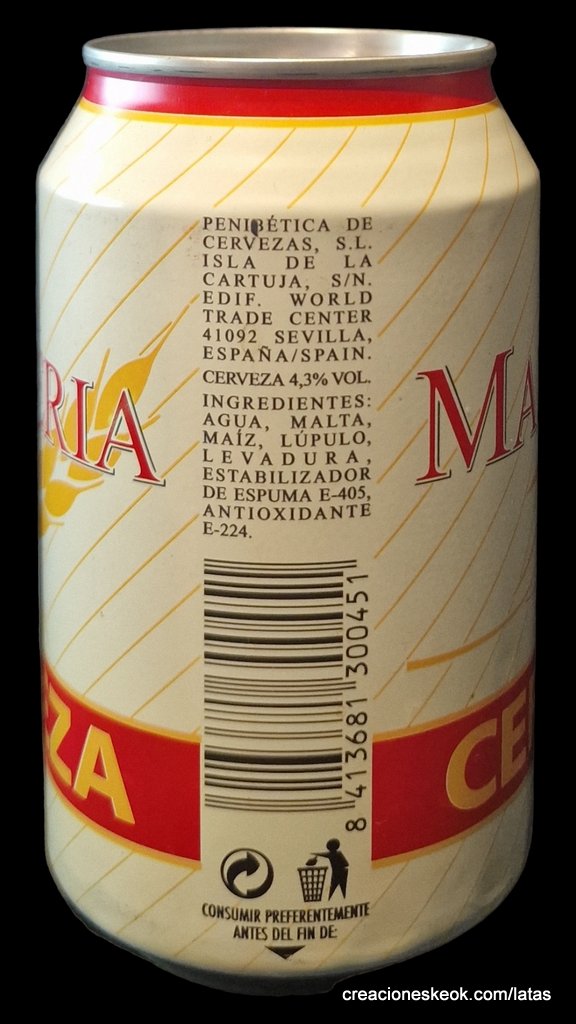 PENIBÉTICA DE
CERVEZAS, S.L.
ISLA DE LA
CARTUJA, S/N.
EDIF. WORLD
TRADE CENTER
41092 SEVILLA,
ESPAÑA/SPAIN.
CERVEZA 4,3% VOL.
INGREDIENTES:
AGUA, MALTA,
MAÍZ, LÚPULO,
LEVADURA,
ESTABILIZADOR
DE ESPUMA E-405,
ANTIOXIDANTE
E-224.
RIA
MA
8 413681 300451
ZA
CE
CONSUMIR PREFERENTEMENTE
ANTES DEL FIN DE:
creacioneskeok.com/latas